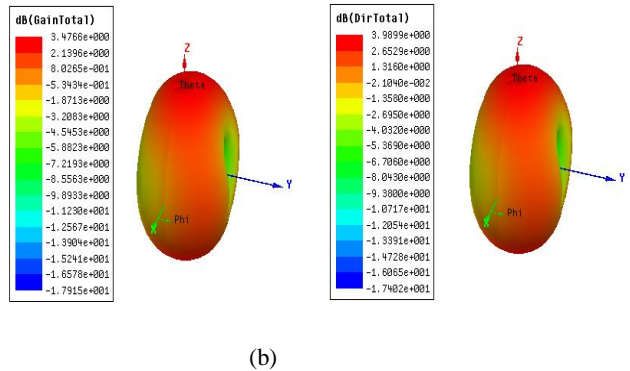 dB(GainTotal)
3.4766e+000
2.1396e+000
8.0265e-001
-5.3434e-001
-1.8713e+000
-3.2083e+000
-4.5453e+000
-5.8823e+000
-7.2193e+000
-8.5563e+000
-9.8933e+000
-1.1230e+001
-1.2567e+001
-1.3904e+001
-1.5241e+001
-1.6578e+001
-1.7915e+001
Z
Theta
Y
Phi
X
dB(DirTotal)
3.9899e+000
2.6529e+000
1.3160e+000
-2.1040e-002
-1.3580e+000
-2.6950e+000
-4.0320e+000
-5.3690e+000
-6.7060e+000
-8.0430e+000
-9.3800e+000
-1.0717e+001
-1.2054e+001
-1.3391e+001
-1.4728e+001
-1.6065e+001
-1.7402e+001
Z
Theta
Y
Phi
X
(b)